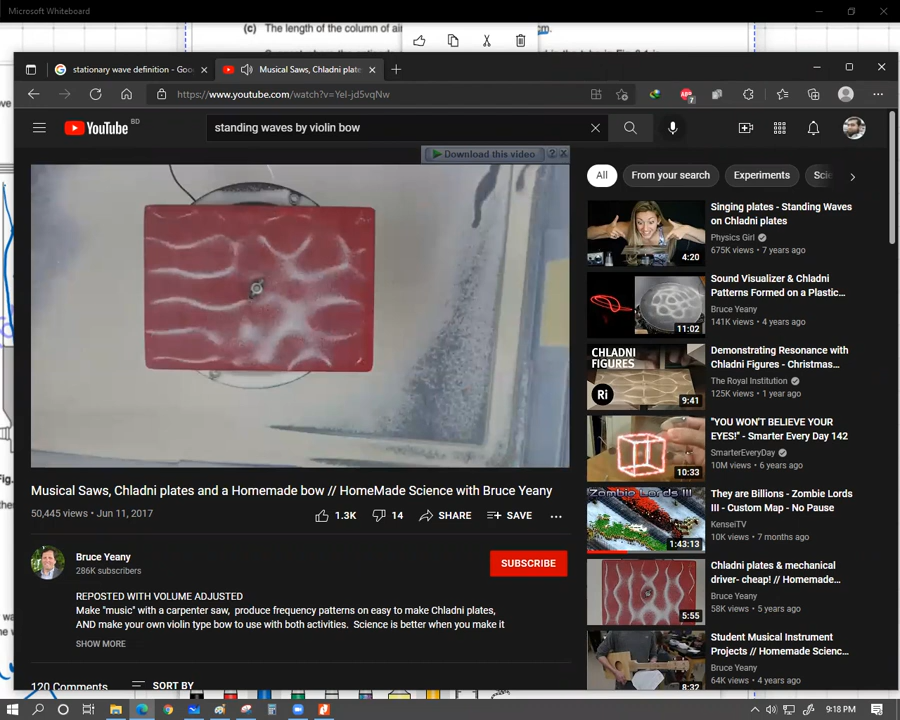 Microsoft Whiteboard
(c) The length of the column of air
cm.
stationary wave definition - Goo
Musical Saws, Chladni plate
https://www.youtube.com/watch?v=YeI-jd5vqNw
7
YouTube BD
standing waves by violin bow
Download this video
?
All
From your search
Experiments
Scie
Singing plates - Standing Waves
on Chladni plates
Physics Girl
675K views • 7 years ago
4:20
Sound Visualizer & Chladni
Patterns Formed on a Plastic...
Bruce Yeany
141K views • 4 years ago
11:02
CHLADNI
FIGURES
Ri
Demonstrating Resonance with
Chladni Figures - Christmas...
The Royal Institution
125K views • 1 year ago
9:41
"YOU WON'T BELIEVE YOUR
EYES!" - Smarter Every Day 142
SmarterEveryDay
10M views • 6 years ago
10:33
Zombie Lords III
They are Billions - Zombie Lords
III - Custom Map - No Pause
KenseiTV
10K views • 7 months ago
1:43:13
Chladni plates & mechanical
driver- cheap! // Homemade...
Bruce Yeany
58K views • 5 years ago
5:55
Student Musical Instrument
Projects // Homemade Scienc...
Bruce Yeany
64K views • 4 years ago
8:32
Musical Saws, Chladni plates and a Homemade bow // HomeMade Science with Bruce Yeany
50,445 views • Jun 11, 2017
1.3K
14
SHARE
SAVE
Bruce Yeany
286K subscribers
SUBSCRIBE
REPOSTED WITH VOLUME ADJUSTED
Make "music" with a carpenter saw, produce frequency patterns on easy to make Chladni plates,
AND make your own violin type bow to use with both activities. Science is better when you make it
SHOW MORE
120 Comments
SORT BY
9:18 PM